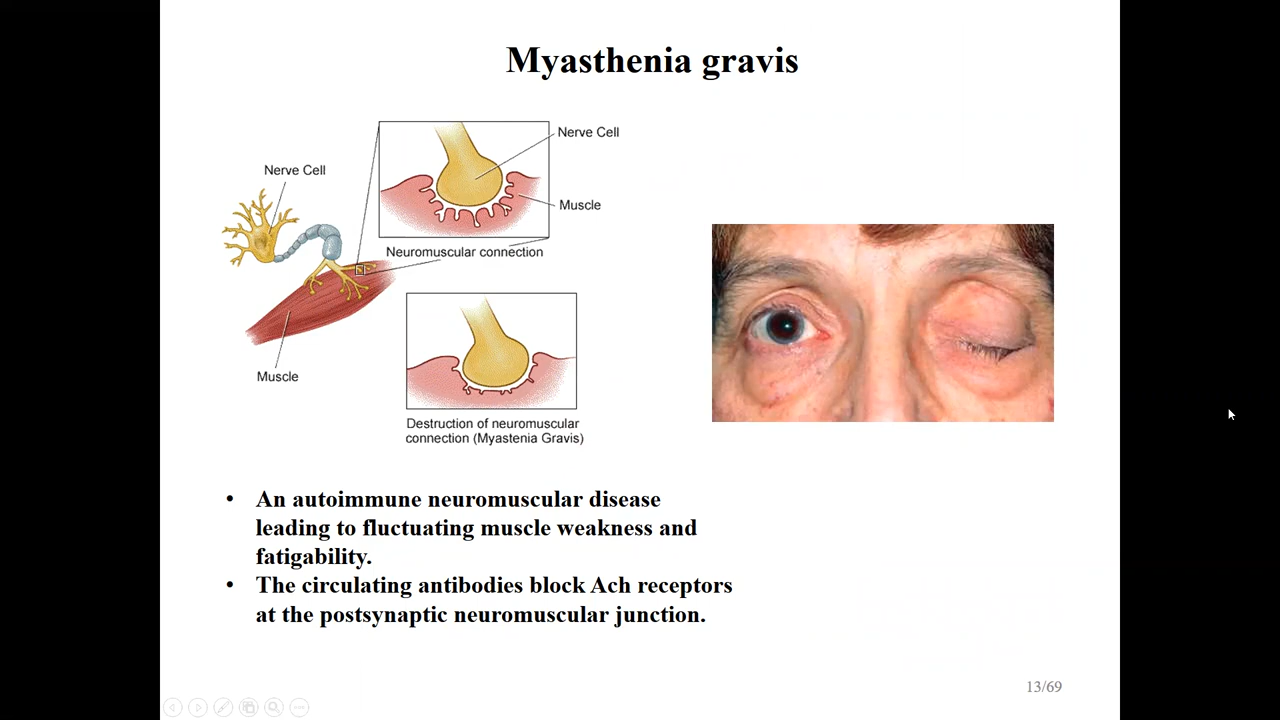 Myasthenia gravis
Nerve Cell
Nerve Cell
Muscle
Neuromuscular connection
Muscle
Destruction of neuromuscular
connection (Myastenia Gravis)
• An autoimmune neuromuscular disease
leading to fluctuating muscle weakness and
fatigability.
• The circulating antibodies block Ach receptors
at the postsynaptic neuromuscular junction.
13/69